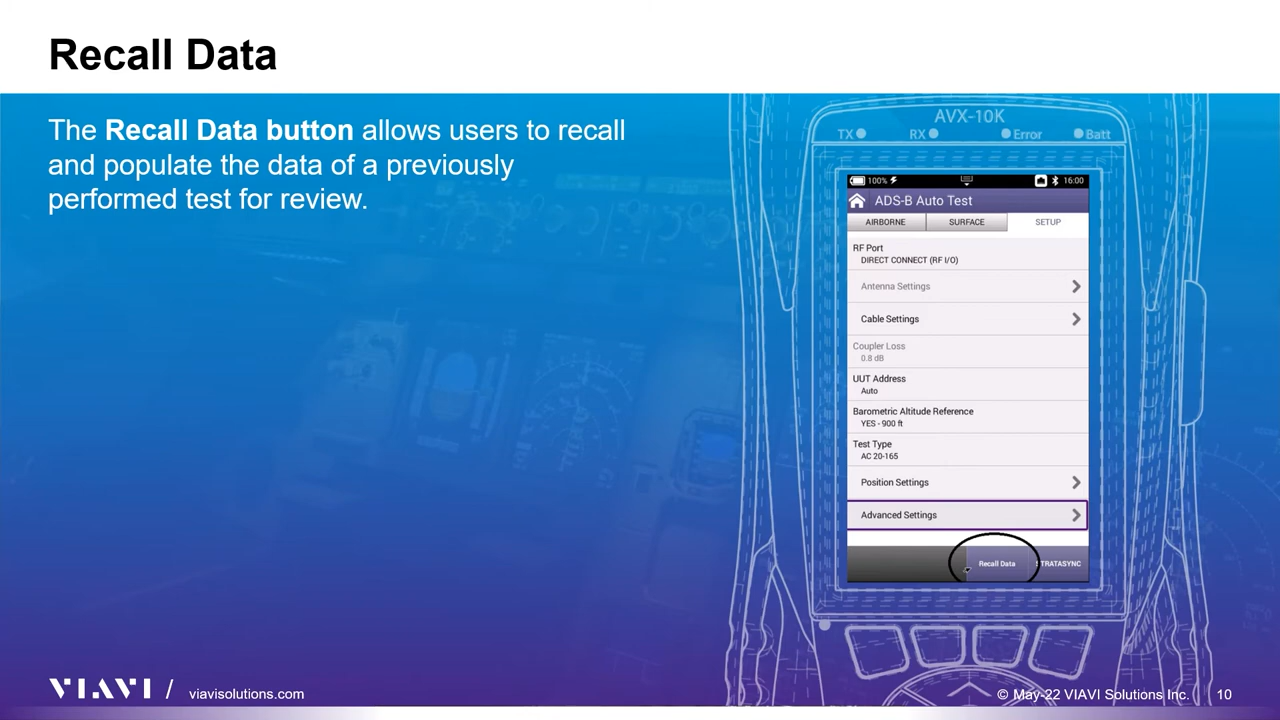 Recall Data
The Recall Data button allows users to recall
and populate the data of a previously
performed test for review.
AVX-10K
TX RX Error Batt
100% 16:00
ADS-B Auto Test
AIRBORNE SURFACE SETUP
RF Port
DIRECT CONNECT (RF I/O)
Antenna Settings
Cable Settings
Coupler Loss
0.8 dB
UUT Address
Auto
Barometric Altitude Reference
YES - 900 ft
Test Type
AC 20-165
Position Settings
Advanced Settings
Recall Data STRATASYNC
VIAVI / viavisolutions.com
© May-22 VIAVI Solutions Inc. 10